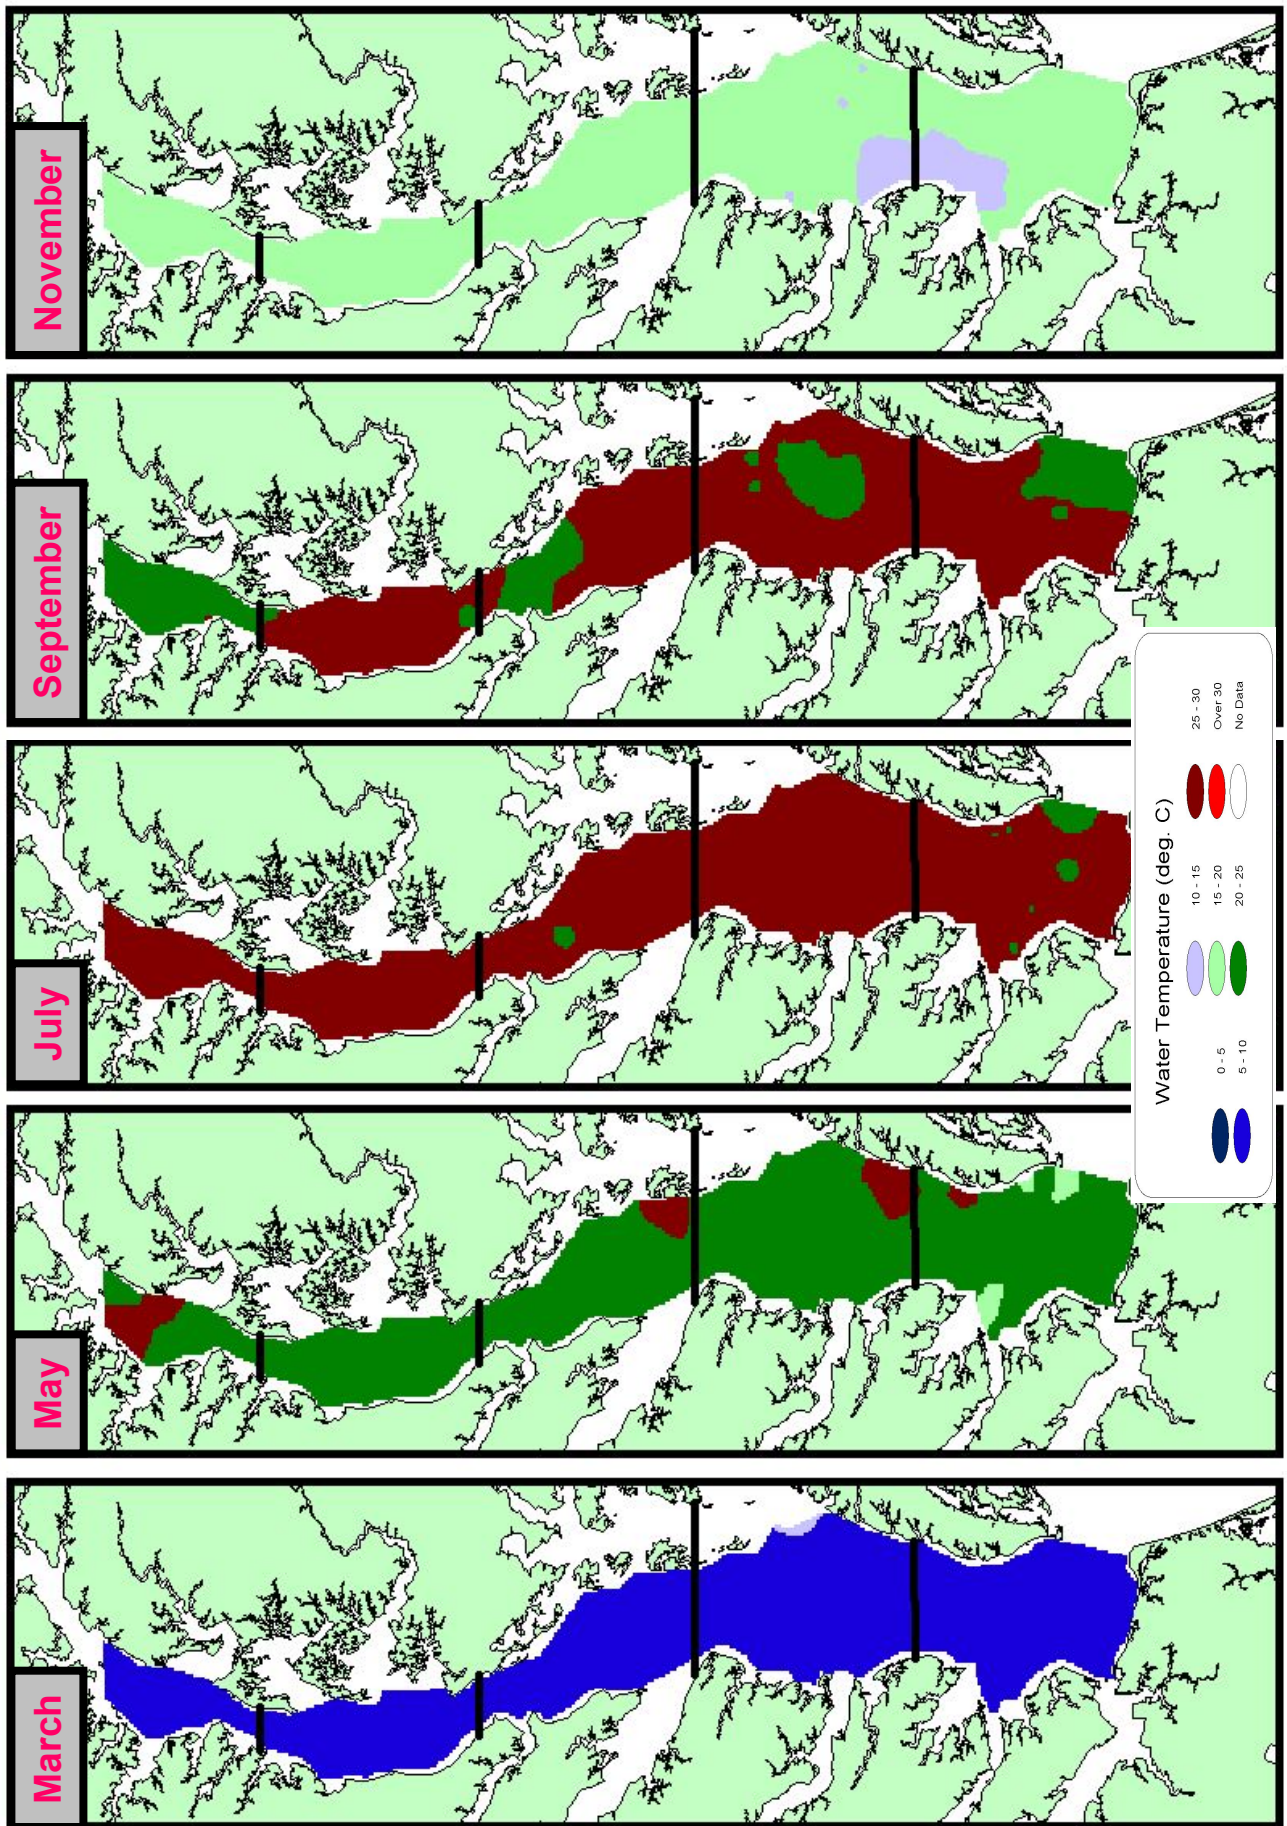 March
May
July
September
November
Water Temperature (deg. C)
0 - 5
5 - 10
10 - 15
15 - 20
20 - 25
25 - 30
Over 30
No Data